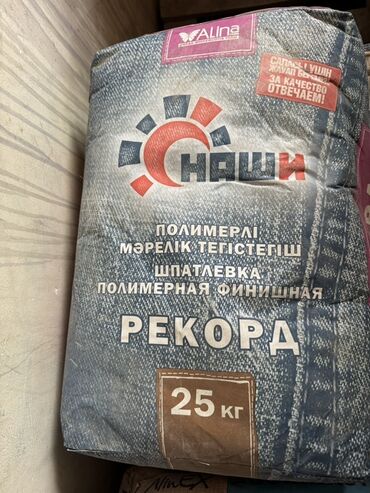 Alina
САПАСЫ ҮШІН
ЖАУАП БЕРЕМІЗ!
ЗА КАЧЕСТВО
ОТВЕЧАЕМ!
НАШИ
ПОЛИМЕРЛІ
МӘРЕЛІК ТЕГІСТЕГІШ
ШПАТЛЕВКА
ПОЛИМЕРНАЯ ФИНИШНАЯ
РЕКОРД
25 КГ